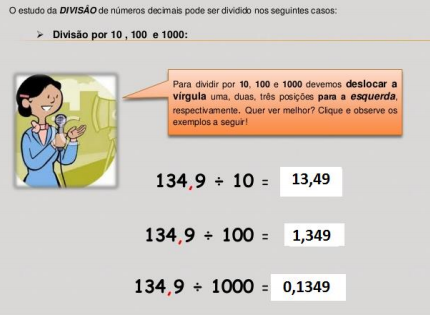 O estudo da DIVISÃO de números decimais pode ser dividido nos seguintes casos:
➢ Divisão por 10 , 100 e 1000:
Para dividir por 10, 100 e 1000 devemos deslocar a
vírgula uma, duas, três posições para a esquerda,
respectivamente. Quer ver melhor? Clique e observe os
exemplos a seguir!
134,9 ÷ 10 = 13,49
134,9 ÷ 100 = 1,349
134,9 ÷ 1000 = 0,1349